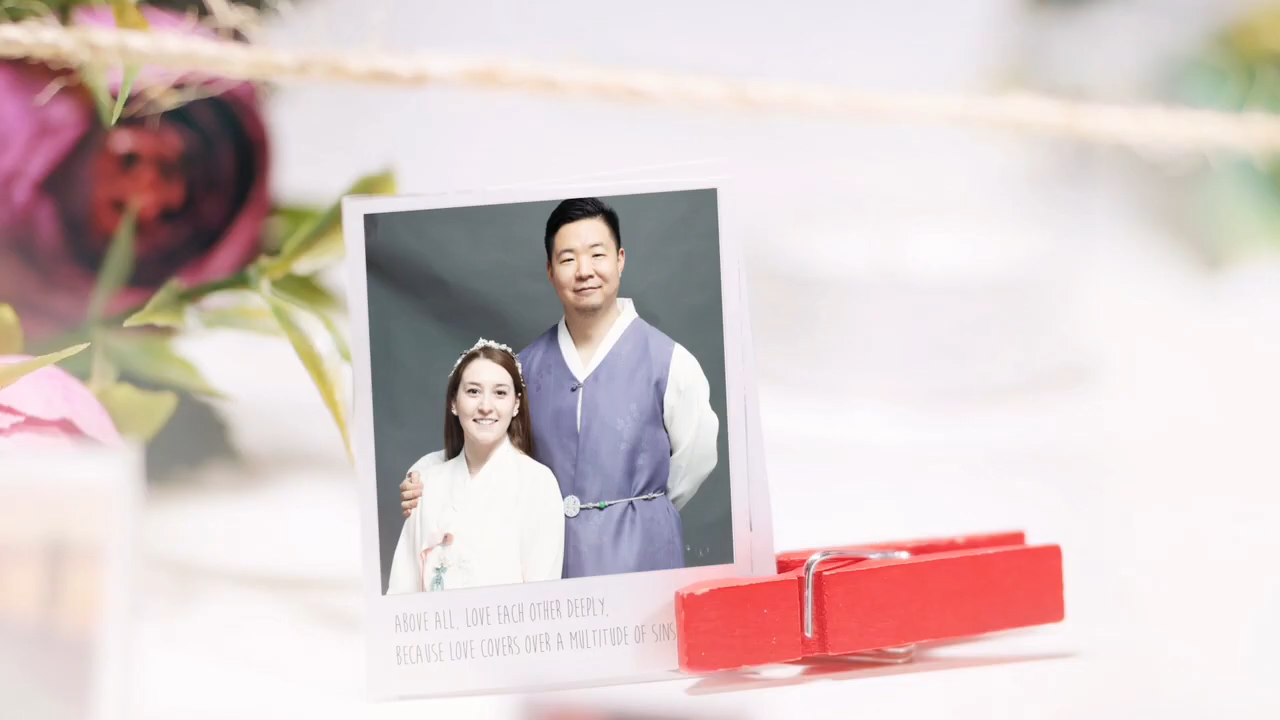 ABOVE ALL, LOVE EACH OTHER DEEPLY,
BECAUSE LOVE COVERS OVER A MULTITUDE OF SINS